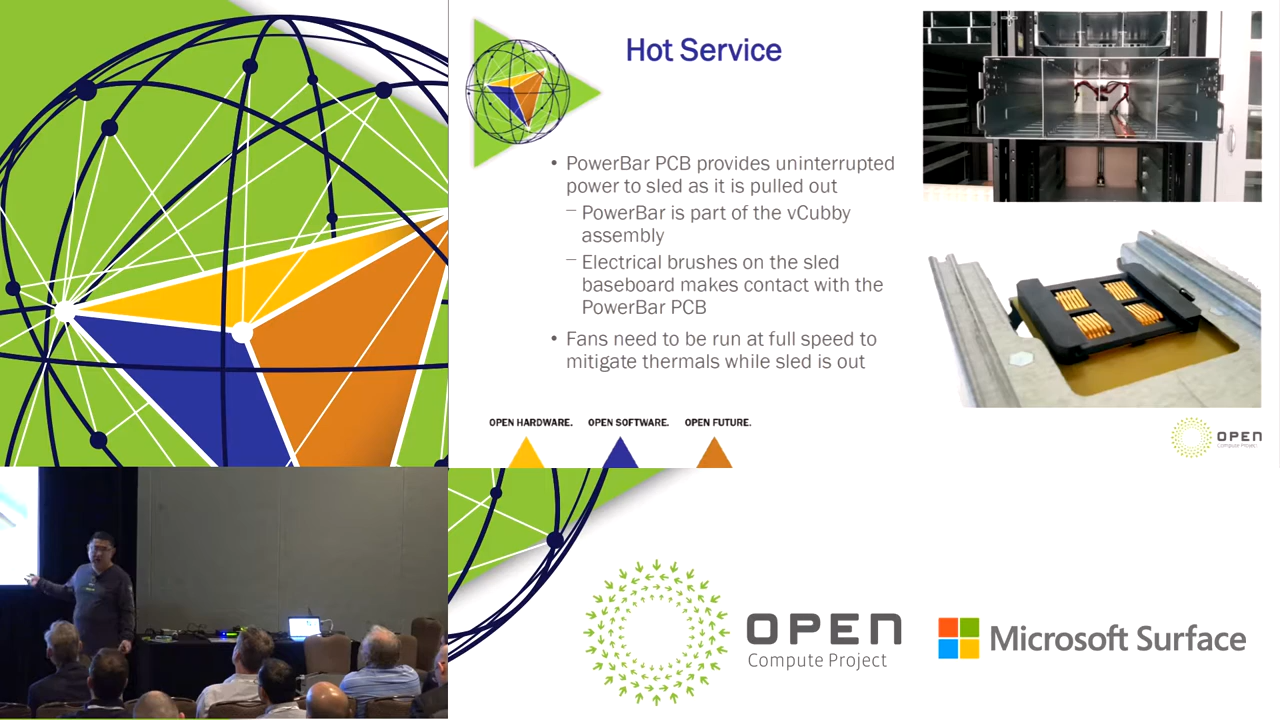 Hot Service
• PowerBar PCB provides uninterrupted
power to sled as it is pulled out
– PowerBar is part of the vCubby
assembly
– Electrical brushes on the sled
baseboard makes contact with the
PowerBar PCB
• Fans need to be run at full speed to
mitigate thermals while sled is out
OPEN HARDWARE. OPEN SOFTWARE. OPEN FUTURE.
OPEN
Compute Project
OPEN
Compute Project
Microsoft Surface